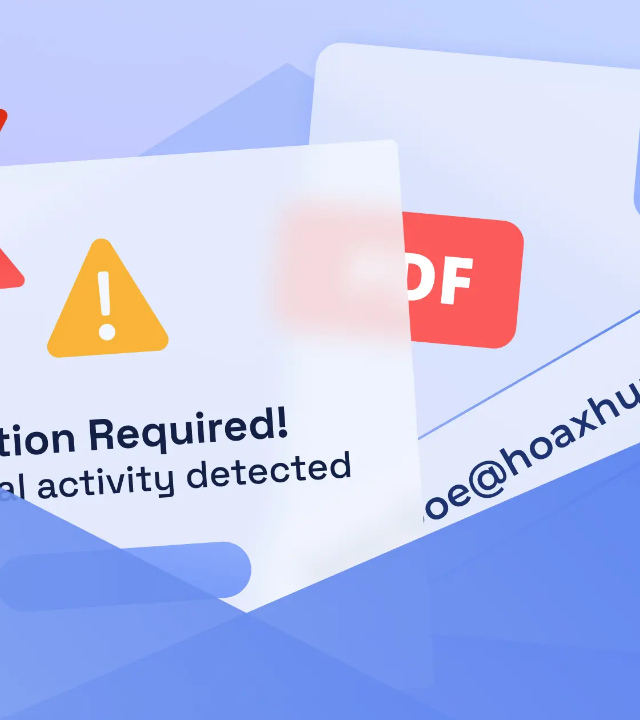 tion Required!
al activity detected
DF
oe@hoaxhu